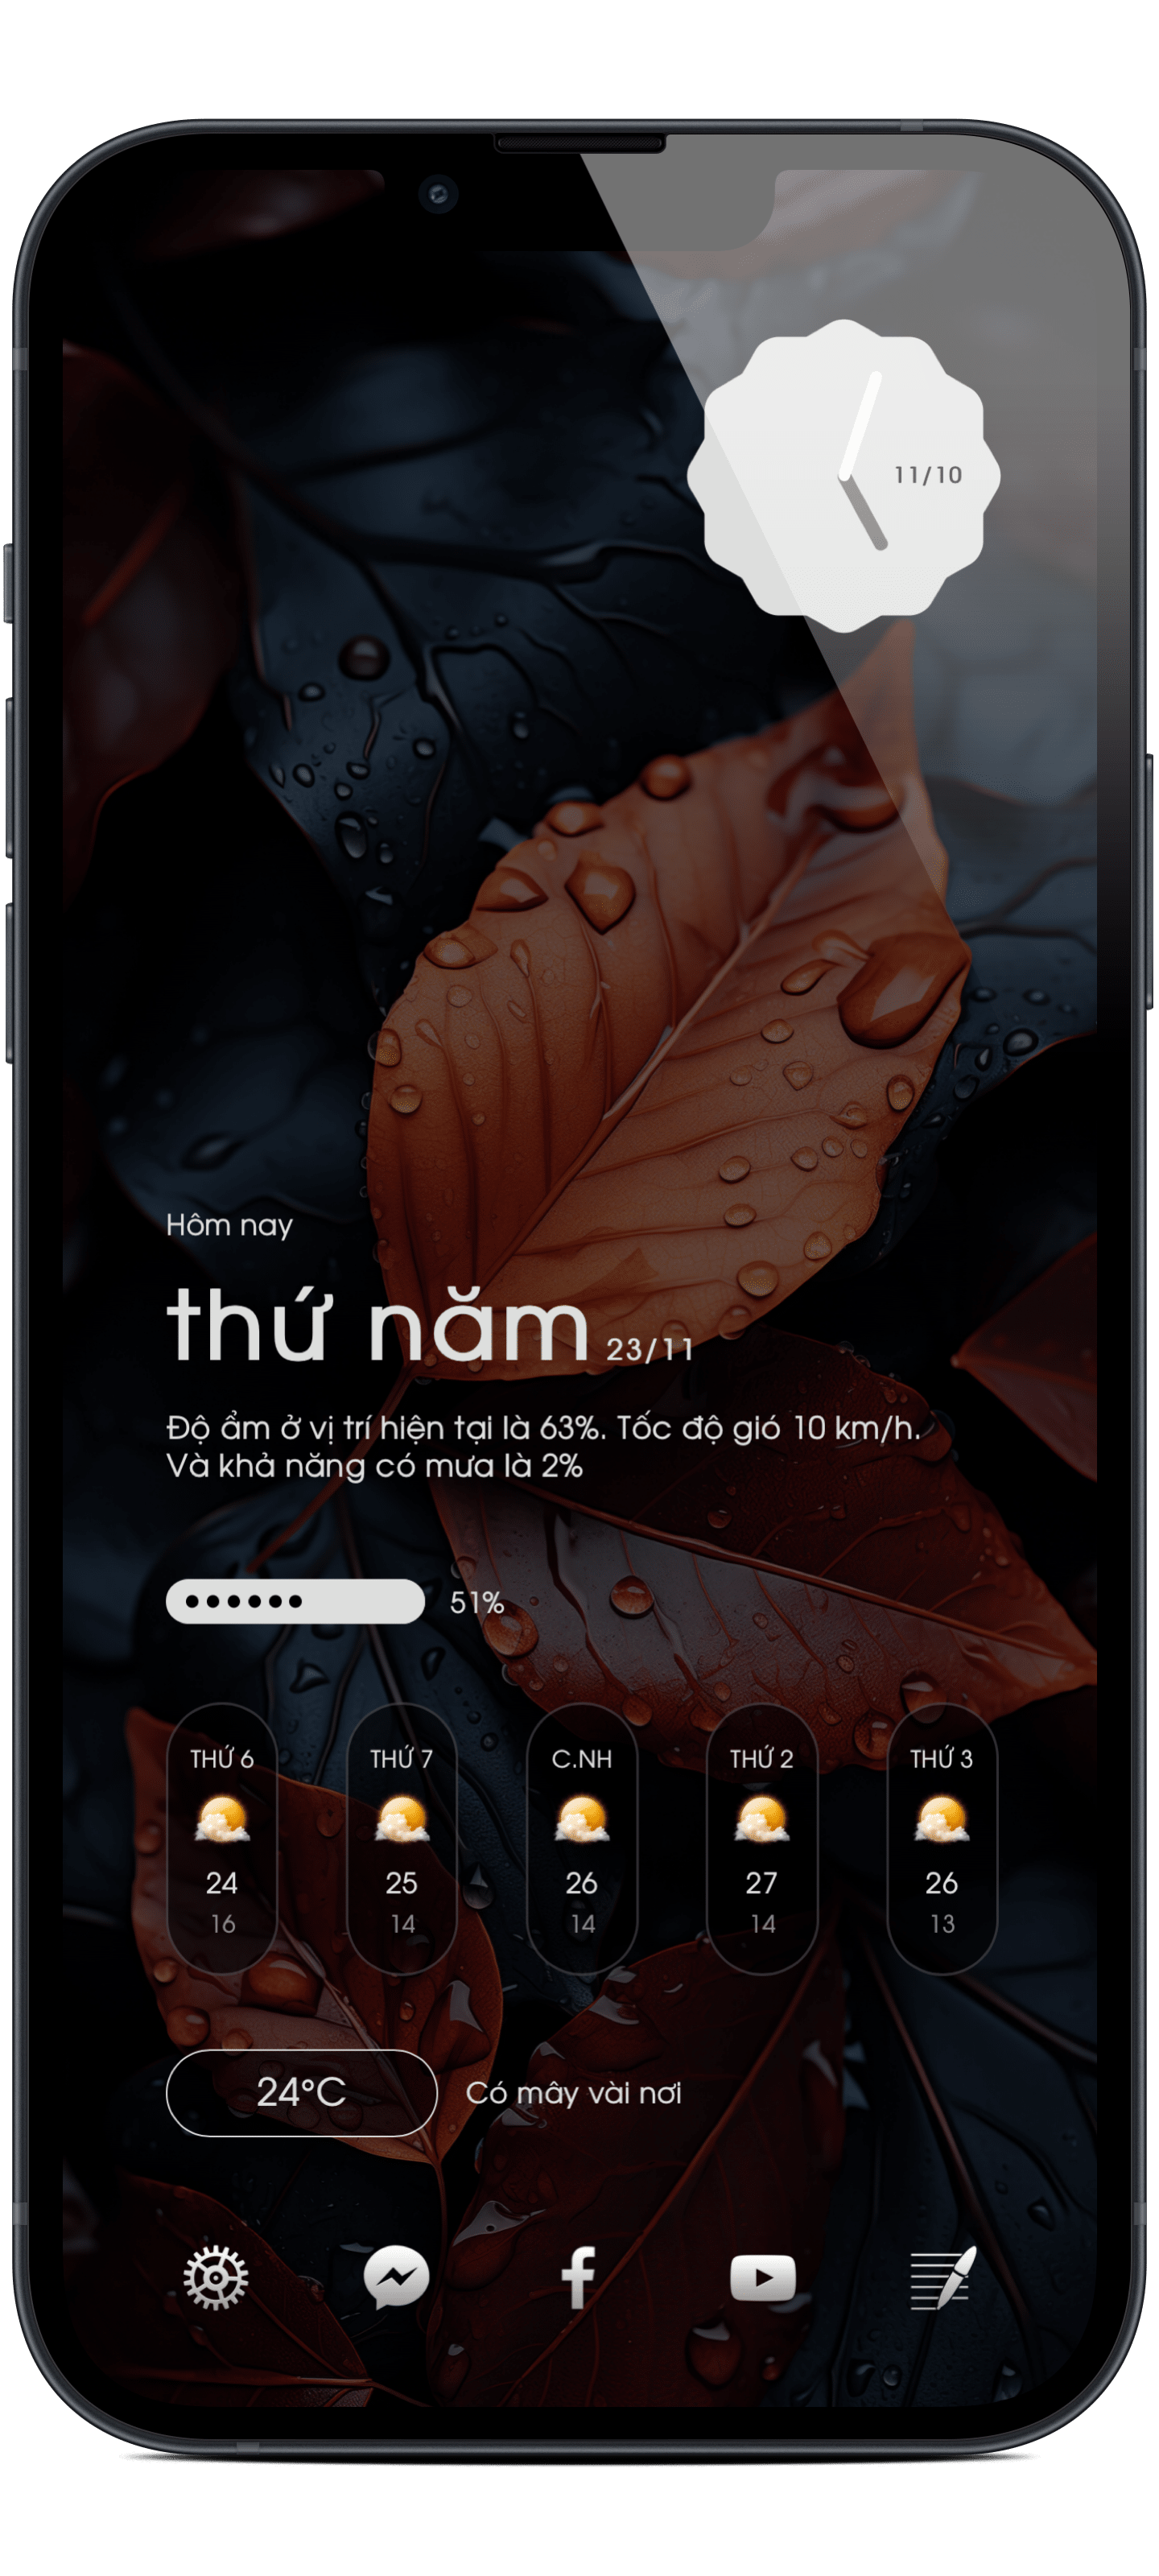 11/10
Hôm nay
thứ năm 23/11
Độ ẩm ở vị trí hiện tại là 63%. Tốc độ gió 10 km/h.
Và khả năng có mưa là 2%
51%
THỨ 6 THỨ 7 C.NH THỨ 2 THỨ 3
24 25 26 27 26
16 14 14 14 13
24°C Có mây vài nơi